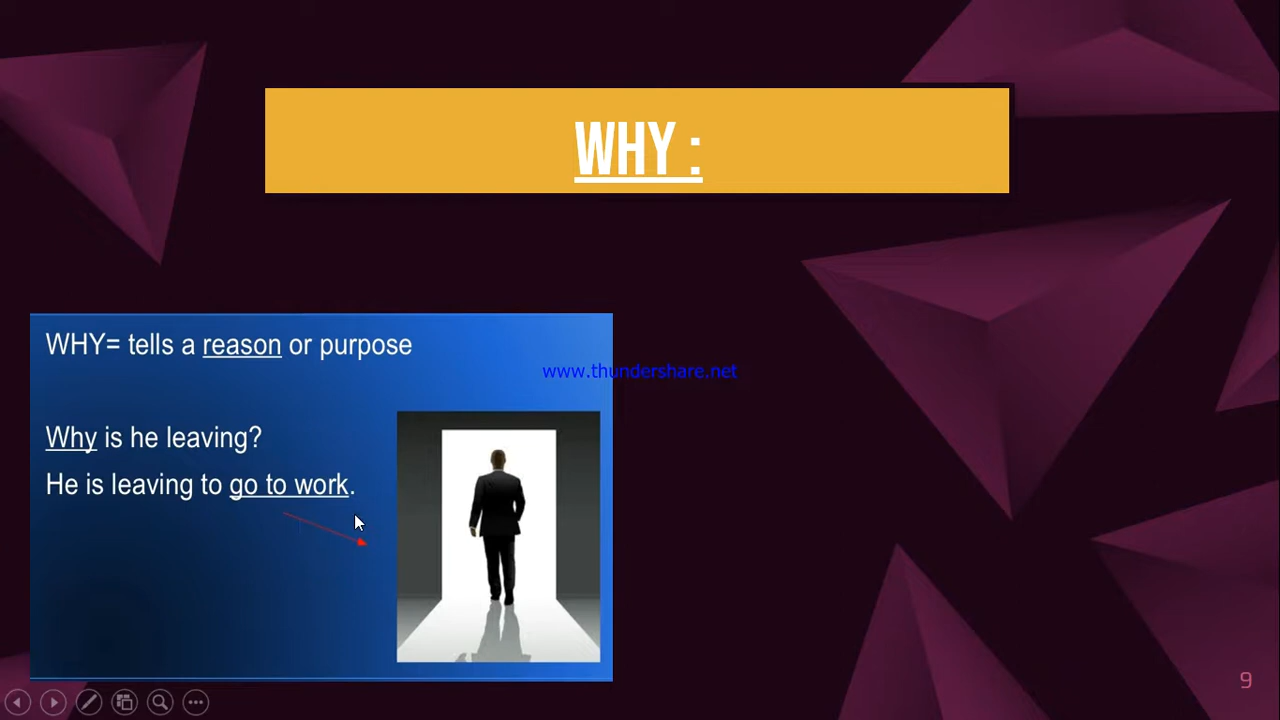 WHY :
WHY= tells a reason or purpose
www.thundershare.net
Why is he leaving?
He is leaving to go to work.
9